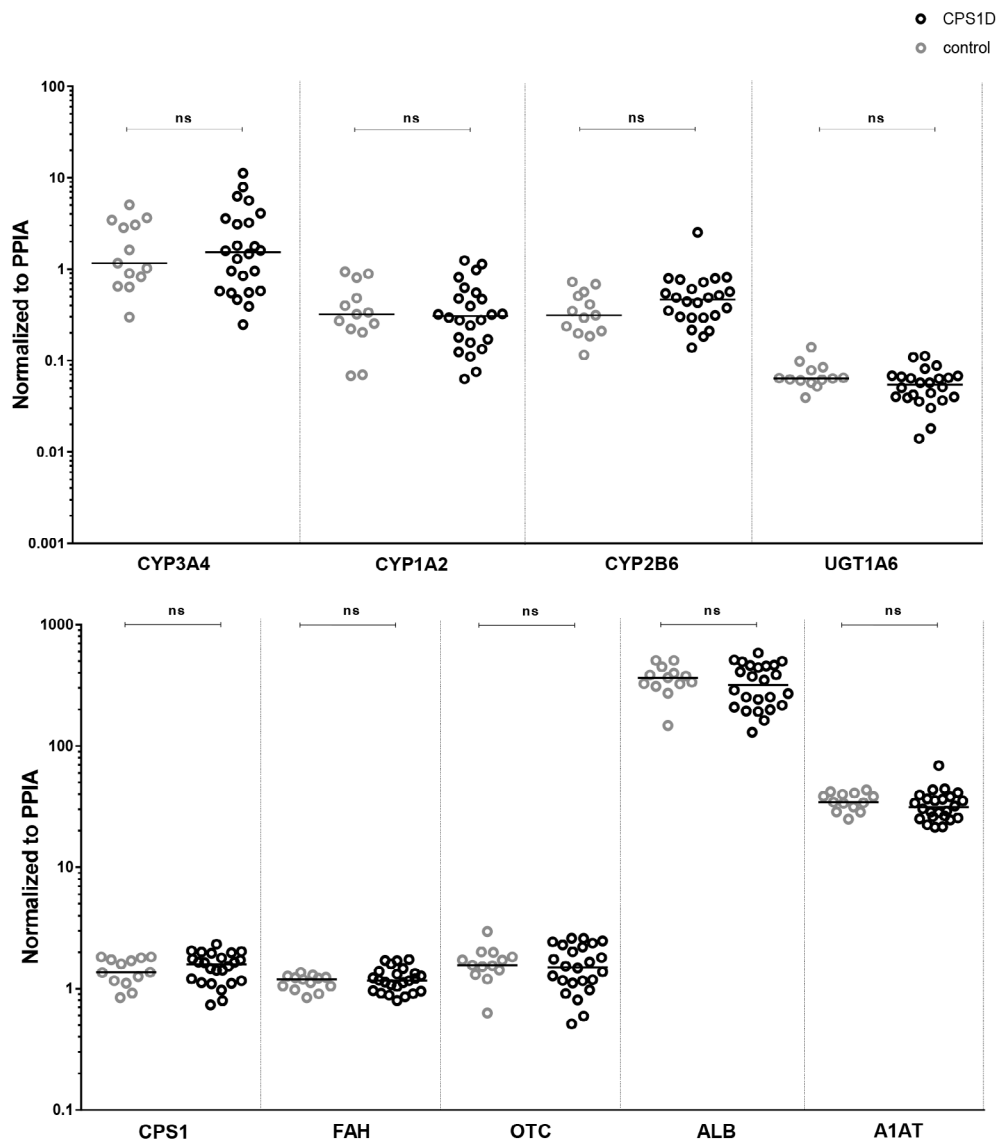 CPS1D
control
100
10
1
0.1
0.01
0.001
Normalized to PPIA
ns ns ns ns
CYP3A4 CYP1A2 CYP2B6 UGT1A6
1000
100
10
1
0.1
Normalized to PPIA
ns ns ns ns ns
CPS1 FAH OTC ALB A1AT